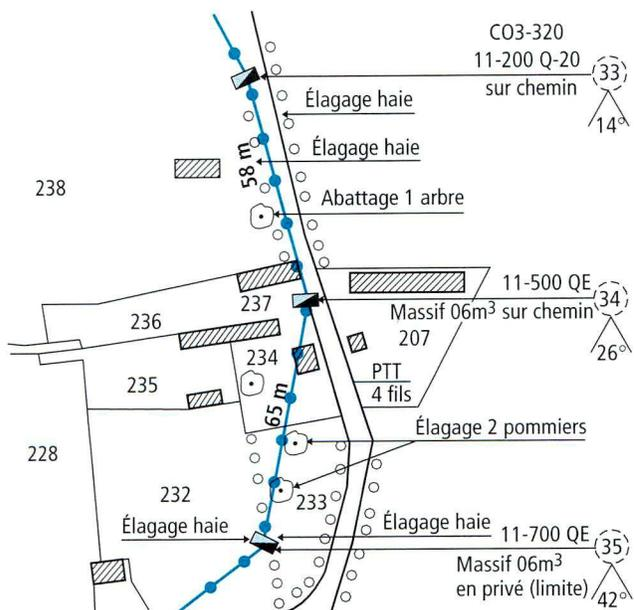 CO3-320
11-200 Q-20
sur chemin
33
14°
Élagage haie
58 m
Élagage haie
238
Abattage 1 arbre
237
11-500 QE
34
Massif 06m³ sur chemin
236
207
26°
234
PTT
4 fils
235
65 m
Élagage 2 pommiers
228
232
233
Élagage haie
Élagage haie
11-700 QE
35
Massif 06m³
en privé (limite)
42°